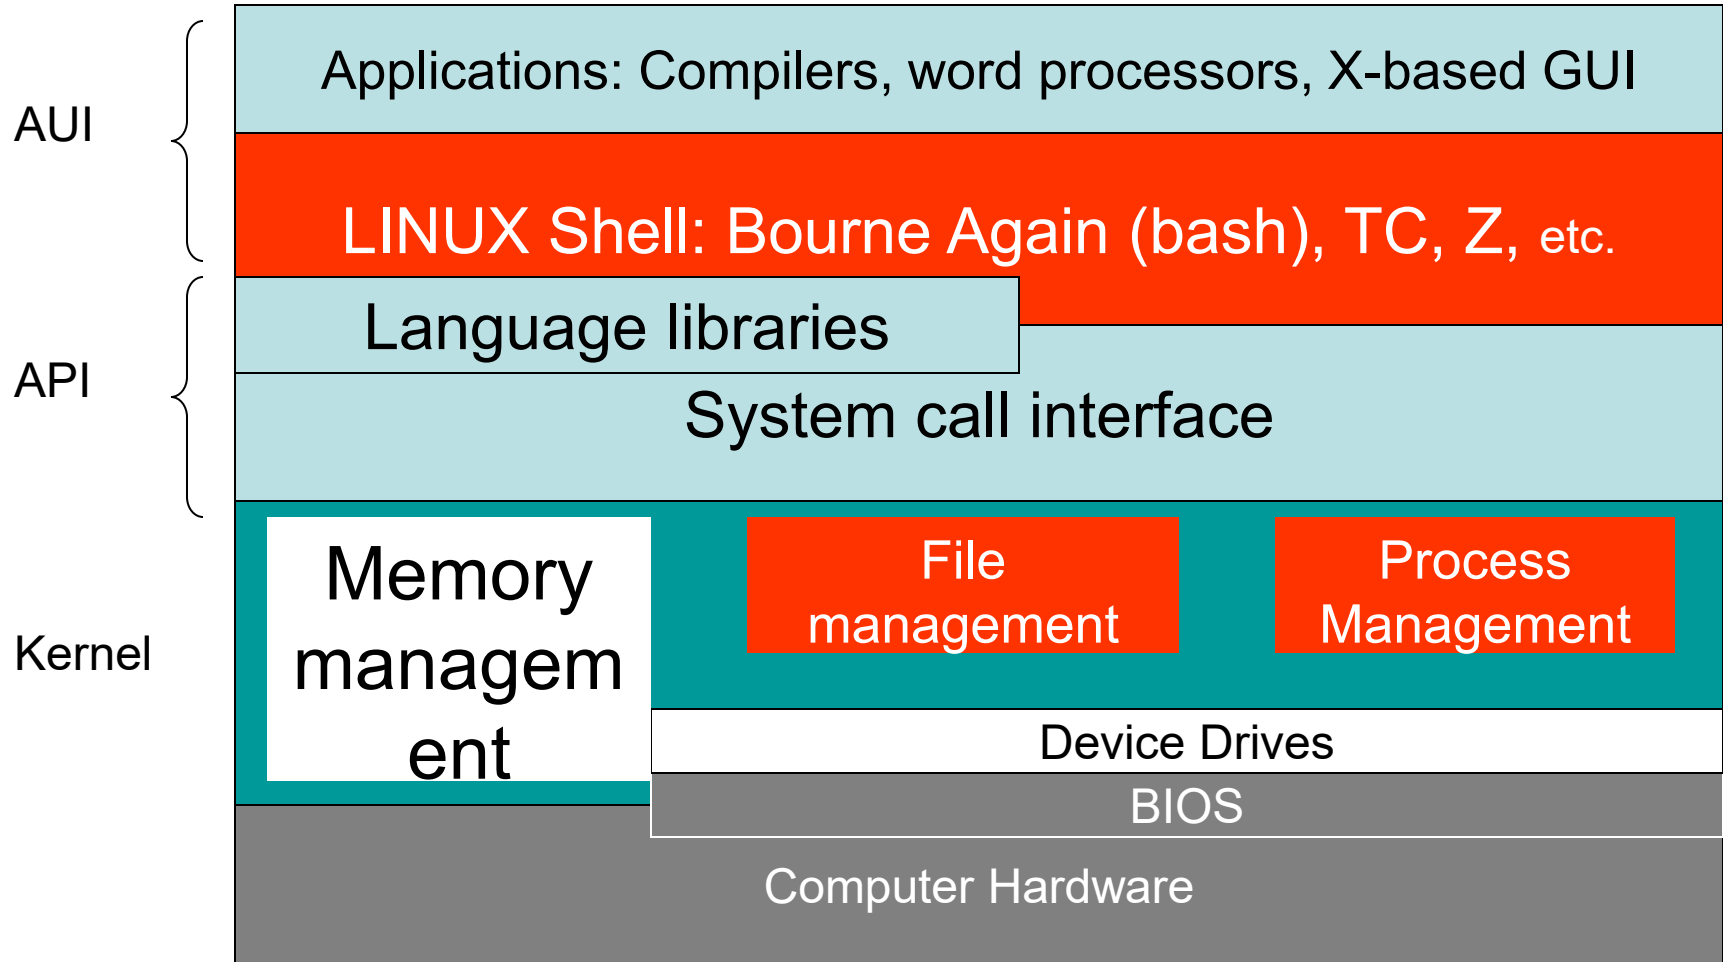 Applications: Compilers, word processors, X-based GUI
AUI
LINUX Shell: Bourne Again (bash), TC, Z, etc.
Language libraries
API
System call interface
Memory
managem
ent
File
management
Process
Management
Kernel
Device Drives
BIOS
Computer Hardware